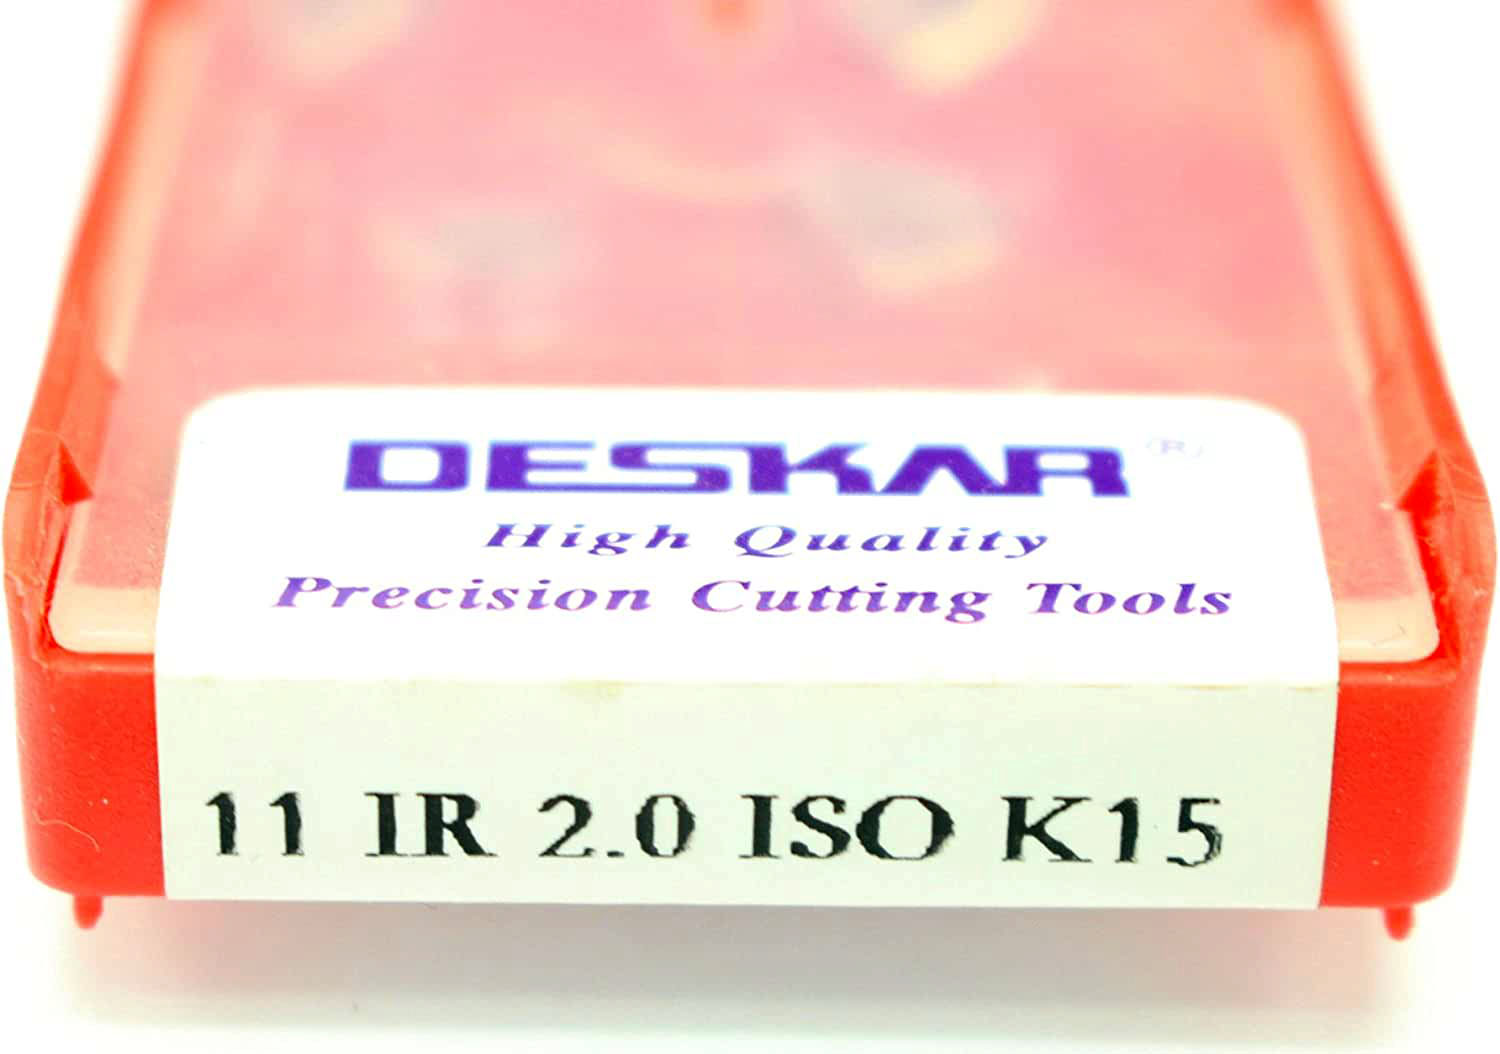 DESKAR ®
High Quality
Precision Cutting Tools
11 IR 2.0 ISO K15